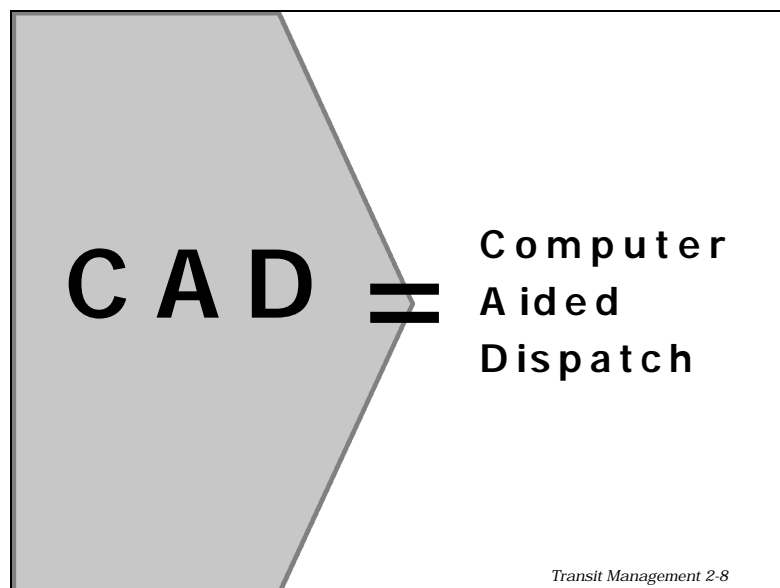 CAD =
Computer
Aided
Dispatch
Transit Management 2-8